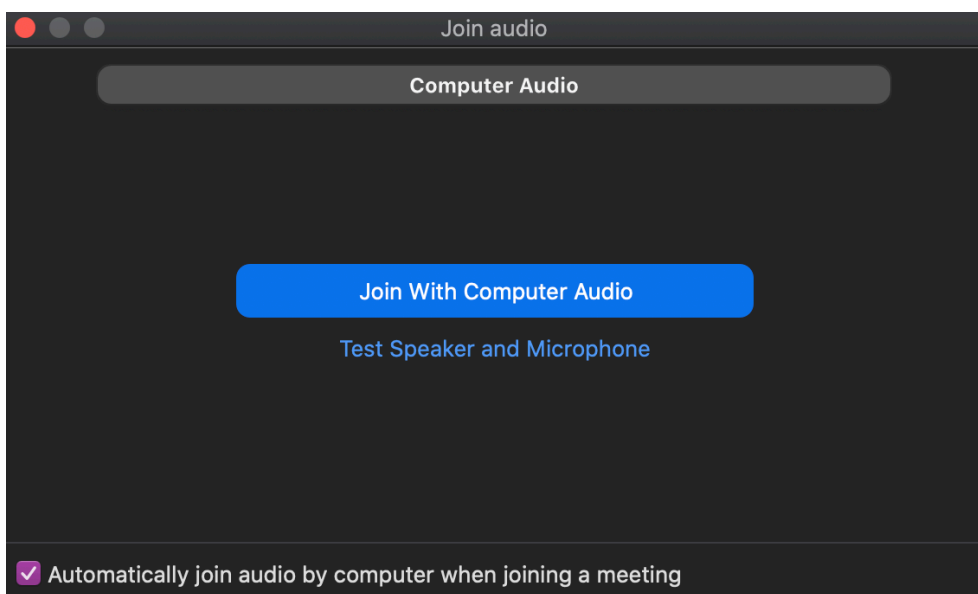 Join audio
Computer Audio
Join With Computer Audio
Test Speaker and Microphone
Automatically join audio by computer when joining a meeting